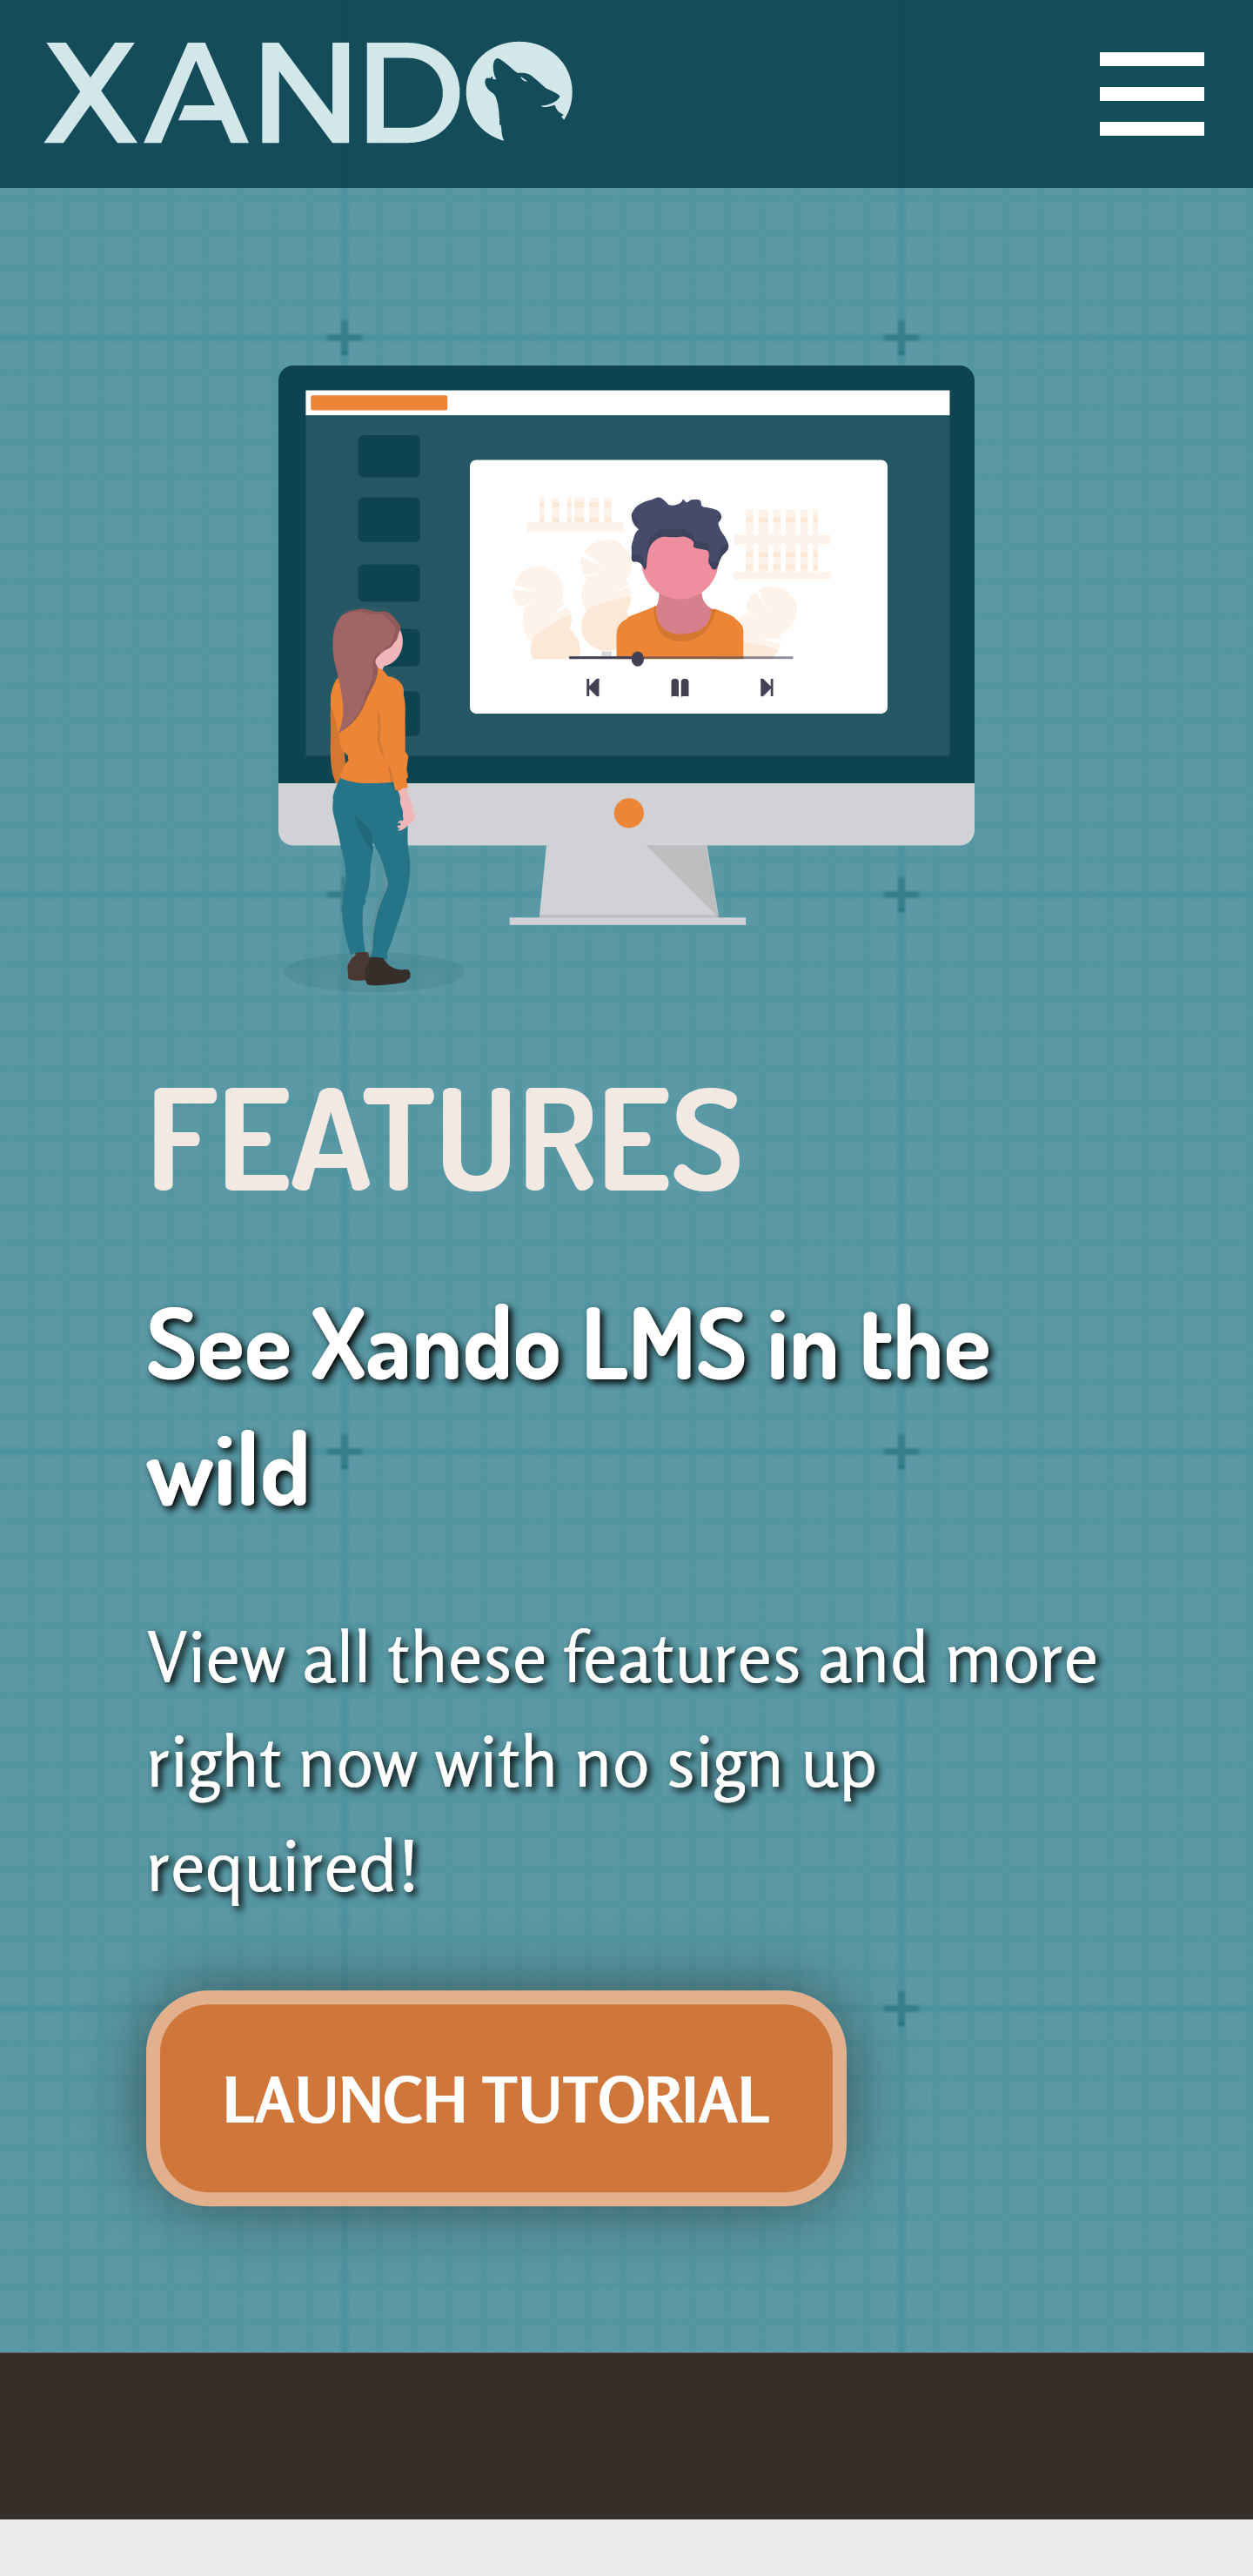 XANDO
FEATURES
See Xando LMS in the
wild
View all these features and more
right now with no sign up
required!
LAUNCH TUTORIAL